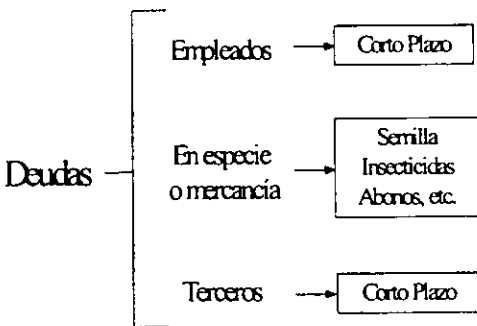 Empleados
Corto Plazo
Deudas
En especie
o mercancía
Semilla
Insecticidas
Abonos, etc.
Terceros
Corto Plazo